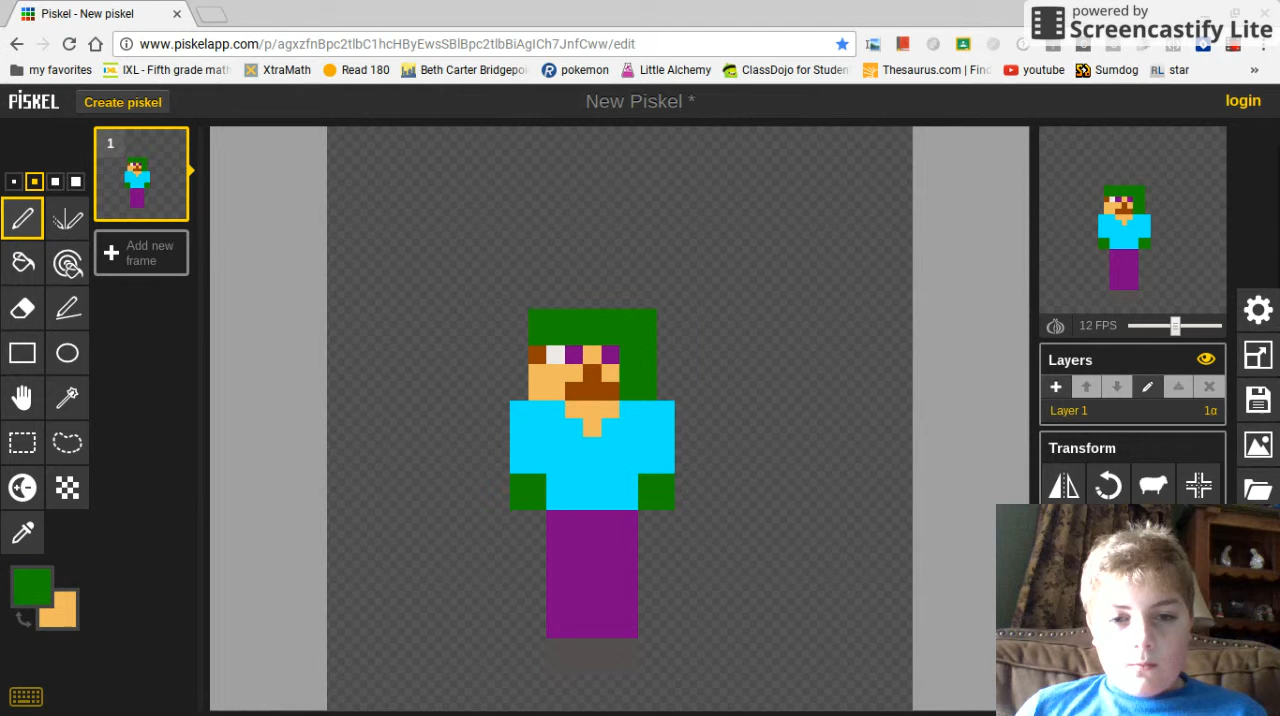 Piskel - New piskel
powered by
Screencastify Lite
www.piskelapp.com/p/agxzfnBpc2tlbC1hcHByEwsSBlBpc2tlbBiAgICh7JnfCww/edit
my favorites
IXL - Fifth grade math
XtraMath
Read 180
Beth Carter Bridgepo
pokemon
Little Alchemy
ClassDojo for Studen
Thesaurus.com | Find
youtube
Sumdog
RL star
PISKEL
Create piskel
New Piskel *
login
1
Add new
frame
12 FPS
Layers
Layer 1
1α
Transform